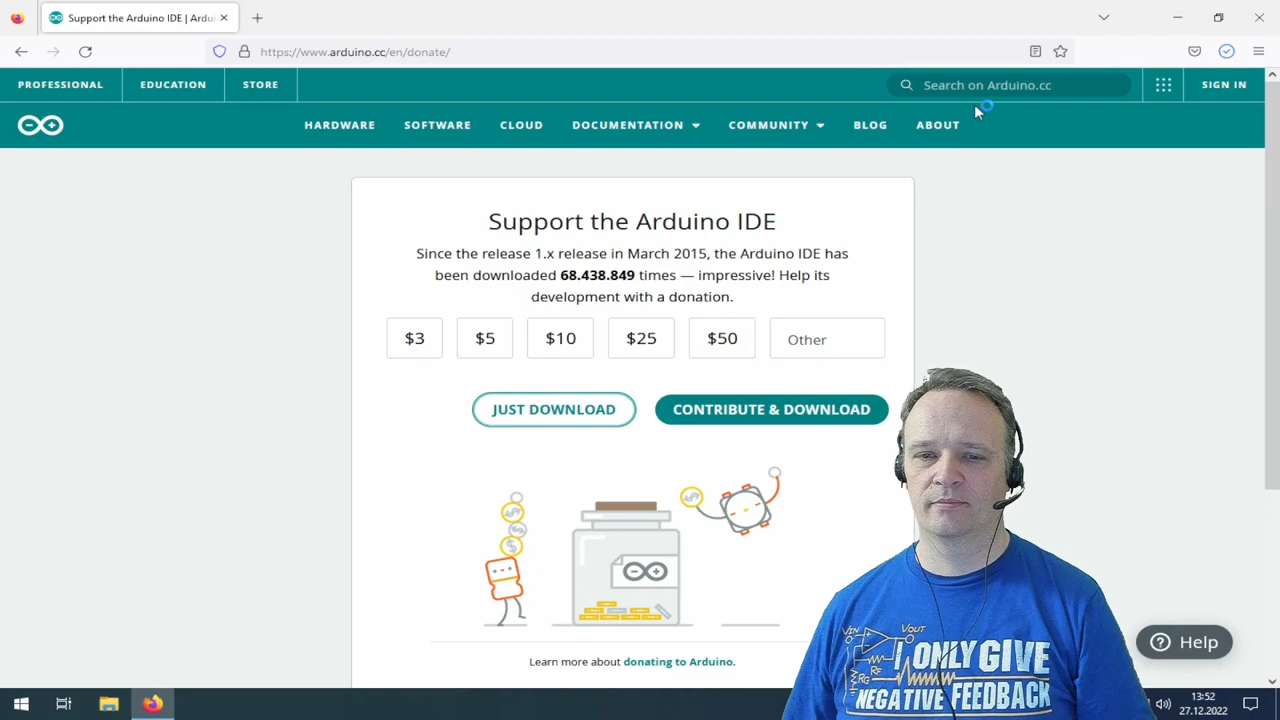 Support the Arduino IDE | Ardu
https://www.arduino.cc/en/donate/
PROFESSIONAL EDUCATION STORE Search on Arduino.cc SIGN IN
HARDWARE SOFTWARE CLOUD DOCUMENTATION COMMUNITY BLOG ABOUT
Support the Arduino IDE
Since the release 1.x release in March 2015, the Arduino IDE has
been downloaded 68.438.849 times — impressive! Help its
development with a donation.
$3 $5 $10 $25 $50 Other
JUST DOWNLOAD CONTRIBUTE & DOWNLOAD
Learn more about donating to Arduino.
Help
VIN VOUT
RF
RG
I ONLY GIVE
NEGATIVE FEEDBACK
13:52
27.12.2022